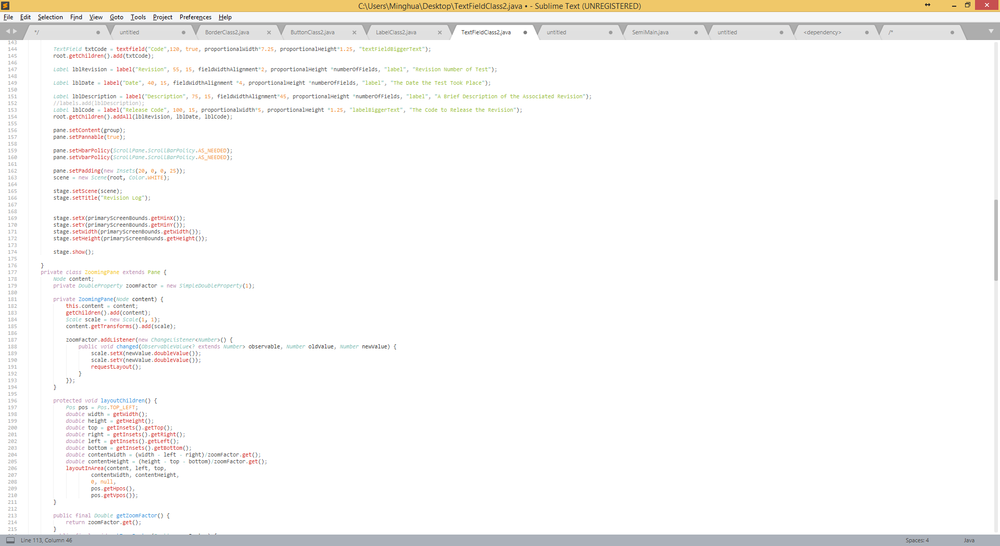 C:\Users\Minghua\Desktop\TextFieldClass2.java • - Sublime Text (UNREGISTERED)
File Edit Selection Find View Goto Tools Project Preferences Help
*/ untitled BorderClass2.java ButtonClass2.java LabelClass2.java TextFieldClass2.java untitled SemiMain.java untitled <dependency> /*
143
144 TextField txtCode = textfield("Code",120, true, proportionalWidth*7.25, proportionalHeight*1.25, "textFieldBiggerText");
145 root.getChildren().add(txtCode);
146
147 Label lblRevision = label("Revision", 55, 15, fieldWidthAlignment*2, proportionalHeight *numberOfFields, "label", "Revision Number of Test");
148
149 Label lblDate = label("Date", 40, 15, fieldWidthAlignment *4, proportionalHeight *numberOfFields, "label", "The Date the Test Took Place");
150
151 Label lblDescription = label("Description", 75, 15, fieldWidthAlignment*45, proportionalHeight *numberOfFields, "label", "A Brief Description of the Associated Revision");
152 //labels.add(lblDescription);
153 Label lblCode = label("Release Code", 100, 15, proportionalWidth*5, proportionalHeight *1.25, "labelBiggerText", "The Code to Release the Revision");
154 root.getChildren().addAll(lblRevision, lblDate, lblCode);
155
156 pane.setContent(group);
157 pane.setPannable(true);
158
159 pane.setHbarPolicy(ScrollPane.ScrollBarPolicy.AS_NEEDED);
160 pane.setVbarPolicy(ScrollPane.ScrollBarPolicy.AS_NEEDED);
161
162 pane.setPadding(new Insets(20, 0, 0, 25));
163 scene = new Scene(root, Color.WHITE);
164
165 stage.setScene(scene);
166 stage.setTitle("Revision Log");
167
168
169 stage.setX(primaryScreenBounds.getMinX());
170 stage.setY(primaryScreenBounds.getMinY());
171 stage.setWidth(primaryScreenBounds.getWidth());
172 stage.setHeight(primaryScreenBounds.getHeight());
173
174 stage.show();
175
176 }
177 private class ZoomingPane extends Pane {
178 Node content;
179 private DoubleProperty zoomFactor = new SimpleDoubleProperty(1);
180
181 private ZoomingPane(Node content) {
182 this.content = content;
183 getChildren().add(content);
184 Scale scale = new Scale(1, 1);
185 content.getTransforms().add(scale);
186
187 zoomFactor.addListener(new ChangeListener<Number>() {
188 public void changed(ObservableValue<? extends Number> observable, Number oldValue, Number newValue) {
189 scale.setX(newValue.doubleValue());
190 scale.setY(newValue.doubleValue());
191 requestLayout();
192 }
193 });
194 }
195
196 protected void layoutChildren() {
197 Pos pos = Pos.TOP_LEFT;
198 double width = getWidth();
199 double height = getHeight();
200 double top = getInsets().getTop();
201 double right = getInsets().getRight();
202 double left = getInsets().getLeft();
203 double bottom = getInsets().getBottom();
204 double contentWidth = (width - left - right)/zoomFactor.get();
205 double contentHeight = (height - top - bottom)/zoomFactor.get();
206 layoutInArea(content, left, top,
207 contentWidth, contentHeight,
208 0, null,
209 pos.getHpos(),
210 pos.getVpos());
211 }
212
213 public final Double getZoomFactor() {
214 return zoomFactor.get();
215 }
Line 113, Column 46 Spaces: 4 Java